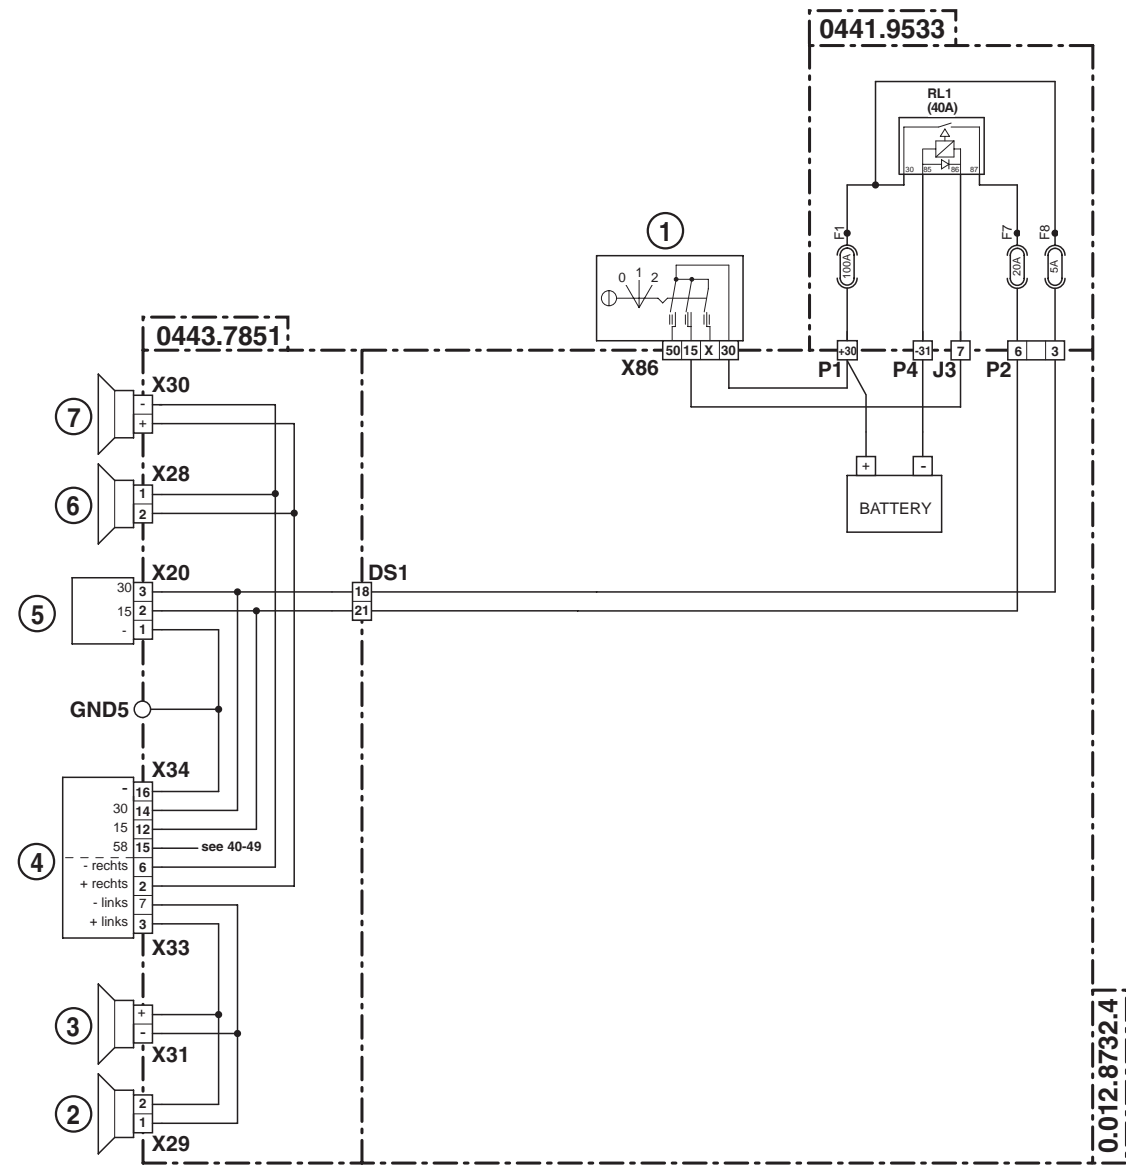 0441.9533
RL1
(40A)
30 85 86 87
F1
100A
F7
20A
F8
5A
1
0 1 2
50 15 X 30
X86
+30
P1
-31
P4
7
J3
6 3
P2
+ -
BATTERY
0443.7851
X30
7
-
+
X28
6
1
2
X20
5
30 3
15 2
- 1
DS1
18
21
GND5
X34
4
- 16
30 14
15 12
58 15 see 40-49
- rechts 6
+ rechts 2
- links 7
+ links 3
X33
3
+
-
X31
2
2
1
X29
0.012.8732.4